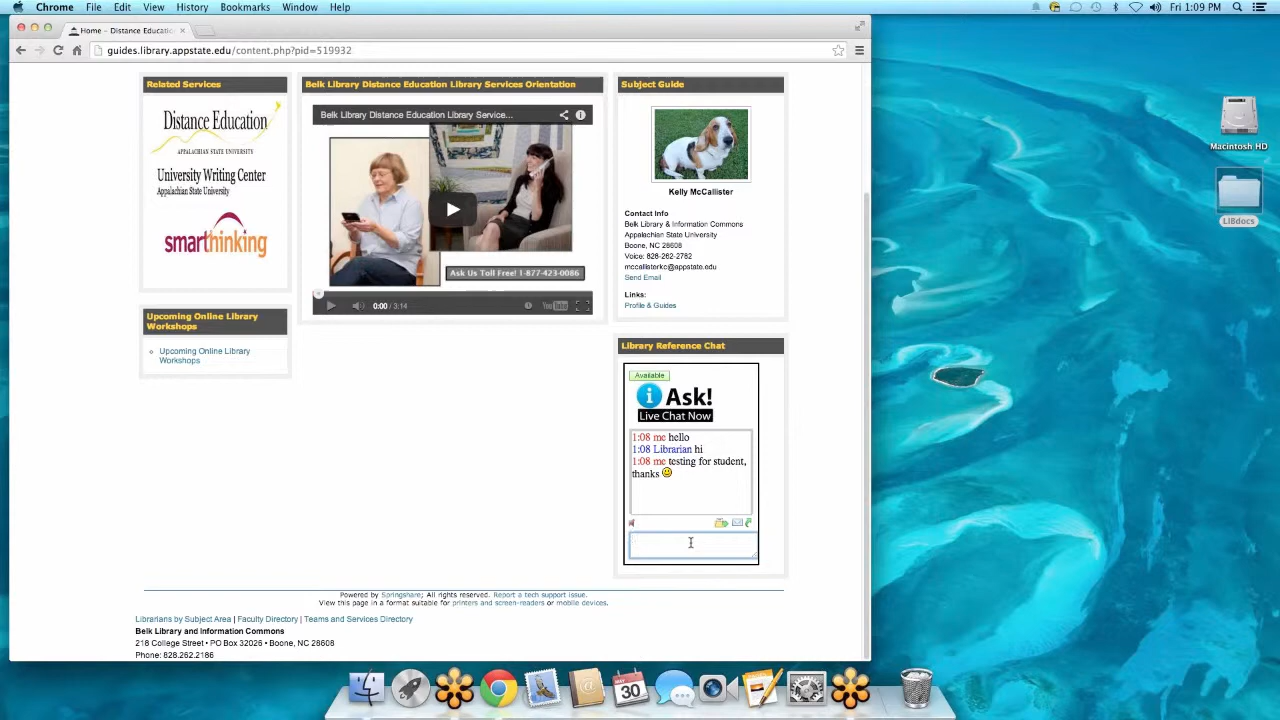 Chrome File Edit View History Bookmarks Window Help
Fri 1:09 PM
Home – Distance Educatio
guides.library.appstate.edu/content.php?pid=519932
Related Services
Distance Education
APPALACHIAN STATE UNIVERSITY
University Writing Center
Appalachian State University
smarthinking
Upcoming Online Library
Workshops
Upcoming Online Library
Workshops
Belk Library Distance Education Library Services Orientation
Belk Library Distance Education Library Service...
Ask Us Toll Free! 1-877-423-0086
0:00 / 3:14
YouTube
Subject Guide
Kelly McCallister
Contact Info
Belk Library & Information Commons
Appalachian State University
Boone, NC 28608
Voice: 828-262-2782
mccallisterkc@appstate.edu
Send Email
Links:
Profile & Guides
Library Reference Chat
Available
i Ask!
Live Chat Now
1:08 me hello
1:08 Librarian hi
1:08 me testing for student,
thanks
Powered by Springshare; All rights reserved. Report a tech support issue.
View this page in a format suitable for printers and screen-readers or mobile devices.
Librarians by Subject Area | Faculty Directory | Teams and Services Directory
Belk Library and Information Commons
218 College Street • PO Box 32026 • Boone, NC 28608
Phone: 828.262.2186
Macintosh HD
LIBdocs
MAY
30